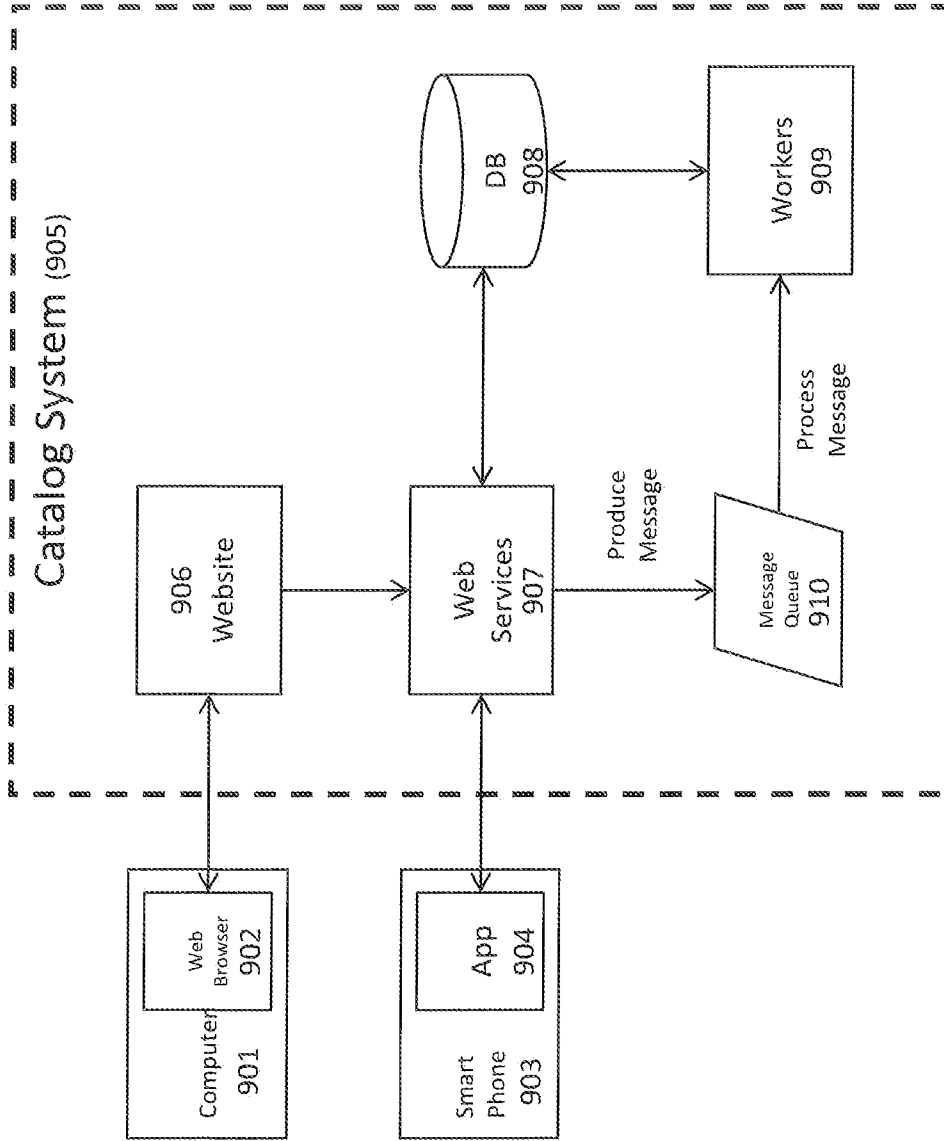 Catalog System (905)
Computer
901
Web
Browser
902
906
Website
Smart
Phone
903
App
904
Web
Services
907
DB
908
Produce
Message
Message
Queue
910
Process
Message
Workers
909